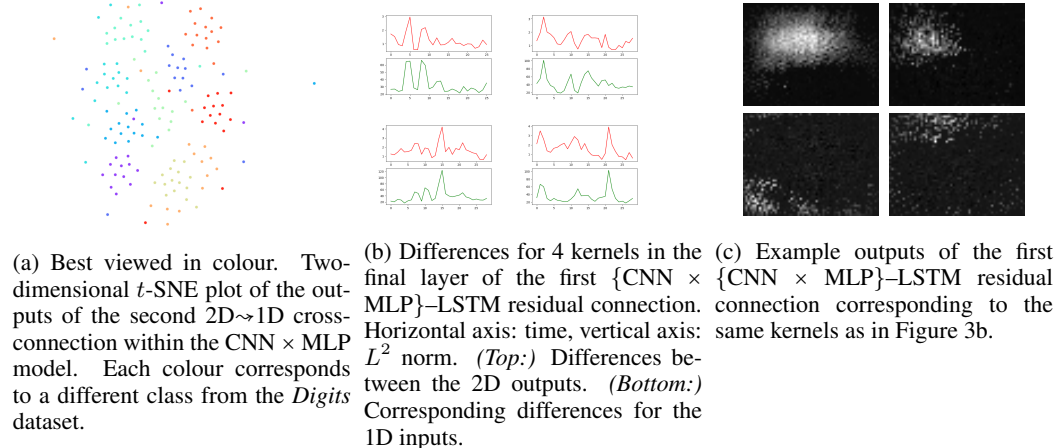 (a) Best viewed in colour. Two-
dimensional t-SNE plot of the out-
puts of the second 2D⇝1D cross-
connection within the CNN × MLP
model. Each colour corresponds
to a different class from the Digits
dataset.
(b) Differences for 4 kernels in the
final layer of the first {CNN ×
MLP}–LSTM residual connection.
Horizontal axis: time, vertical axis:
L² norm. (Top:) Differences be-
tween the 2D outputs. (Bottom:)
Corresponding differences for the
1D inputs.
(c) Example outputs of the first
{CNN × MLP}–LSTM residual
connection corresponding to the
same kernels as in Figure 3b.